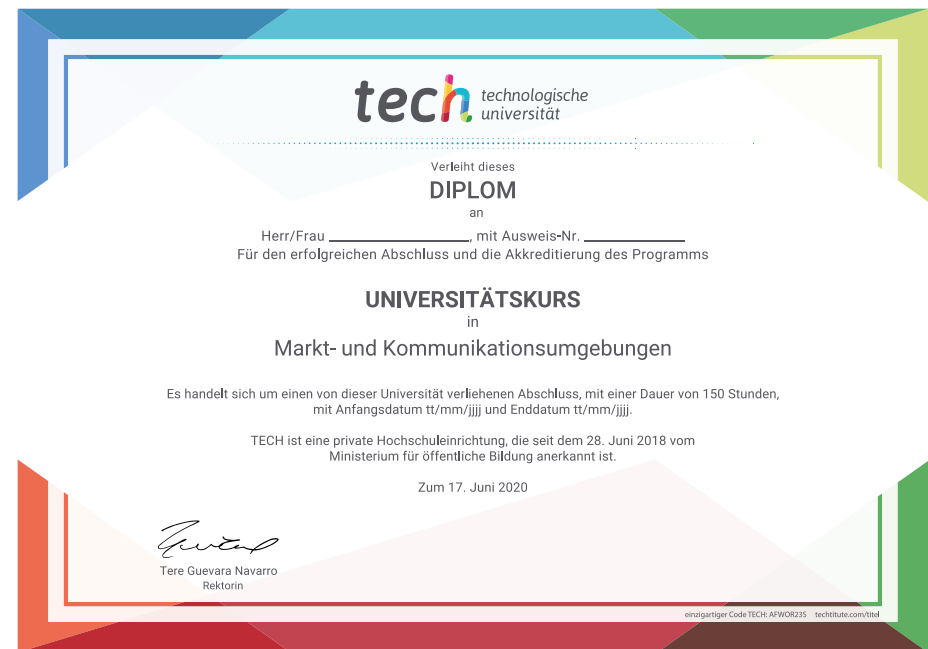 tech technologische
universität
Verleiht dieses
DIPLOM
an
Herr/Frau ____________________, mit Ausweis-Nr. ______________
Für den erfolgreichen Abschluss und die Akkreditierung des Programms
UNIVERSITÄTSKURS
in
Markt- und Kommunikationsumgebungen
Es handelt sich um einen von dieser Universität verliehenen Abschluss, mit einer Dauer von 150 Stunden,
mit Anfangsdatum tt/mm/jjjj und Enddatum tt/mm/jjjj.
TECH ist eine private Hochschuleinrichtung, die seit dem 28. Juni 2018 vom
Ministerium für öffentliche Bildung anerkannt ist.
Zum 17. Juni 2020
Tere Guevara Navarro
Rektorin
einzigartiger Code TECH: AFWOR23S techtitute.com/titel